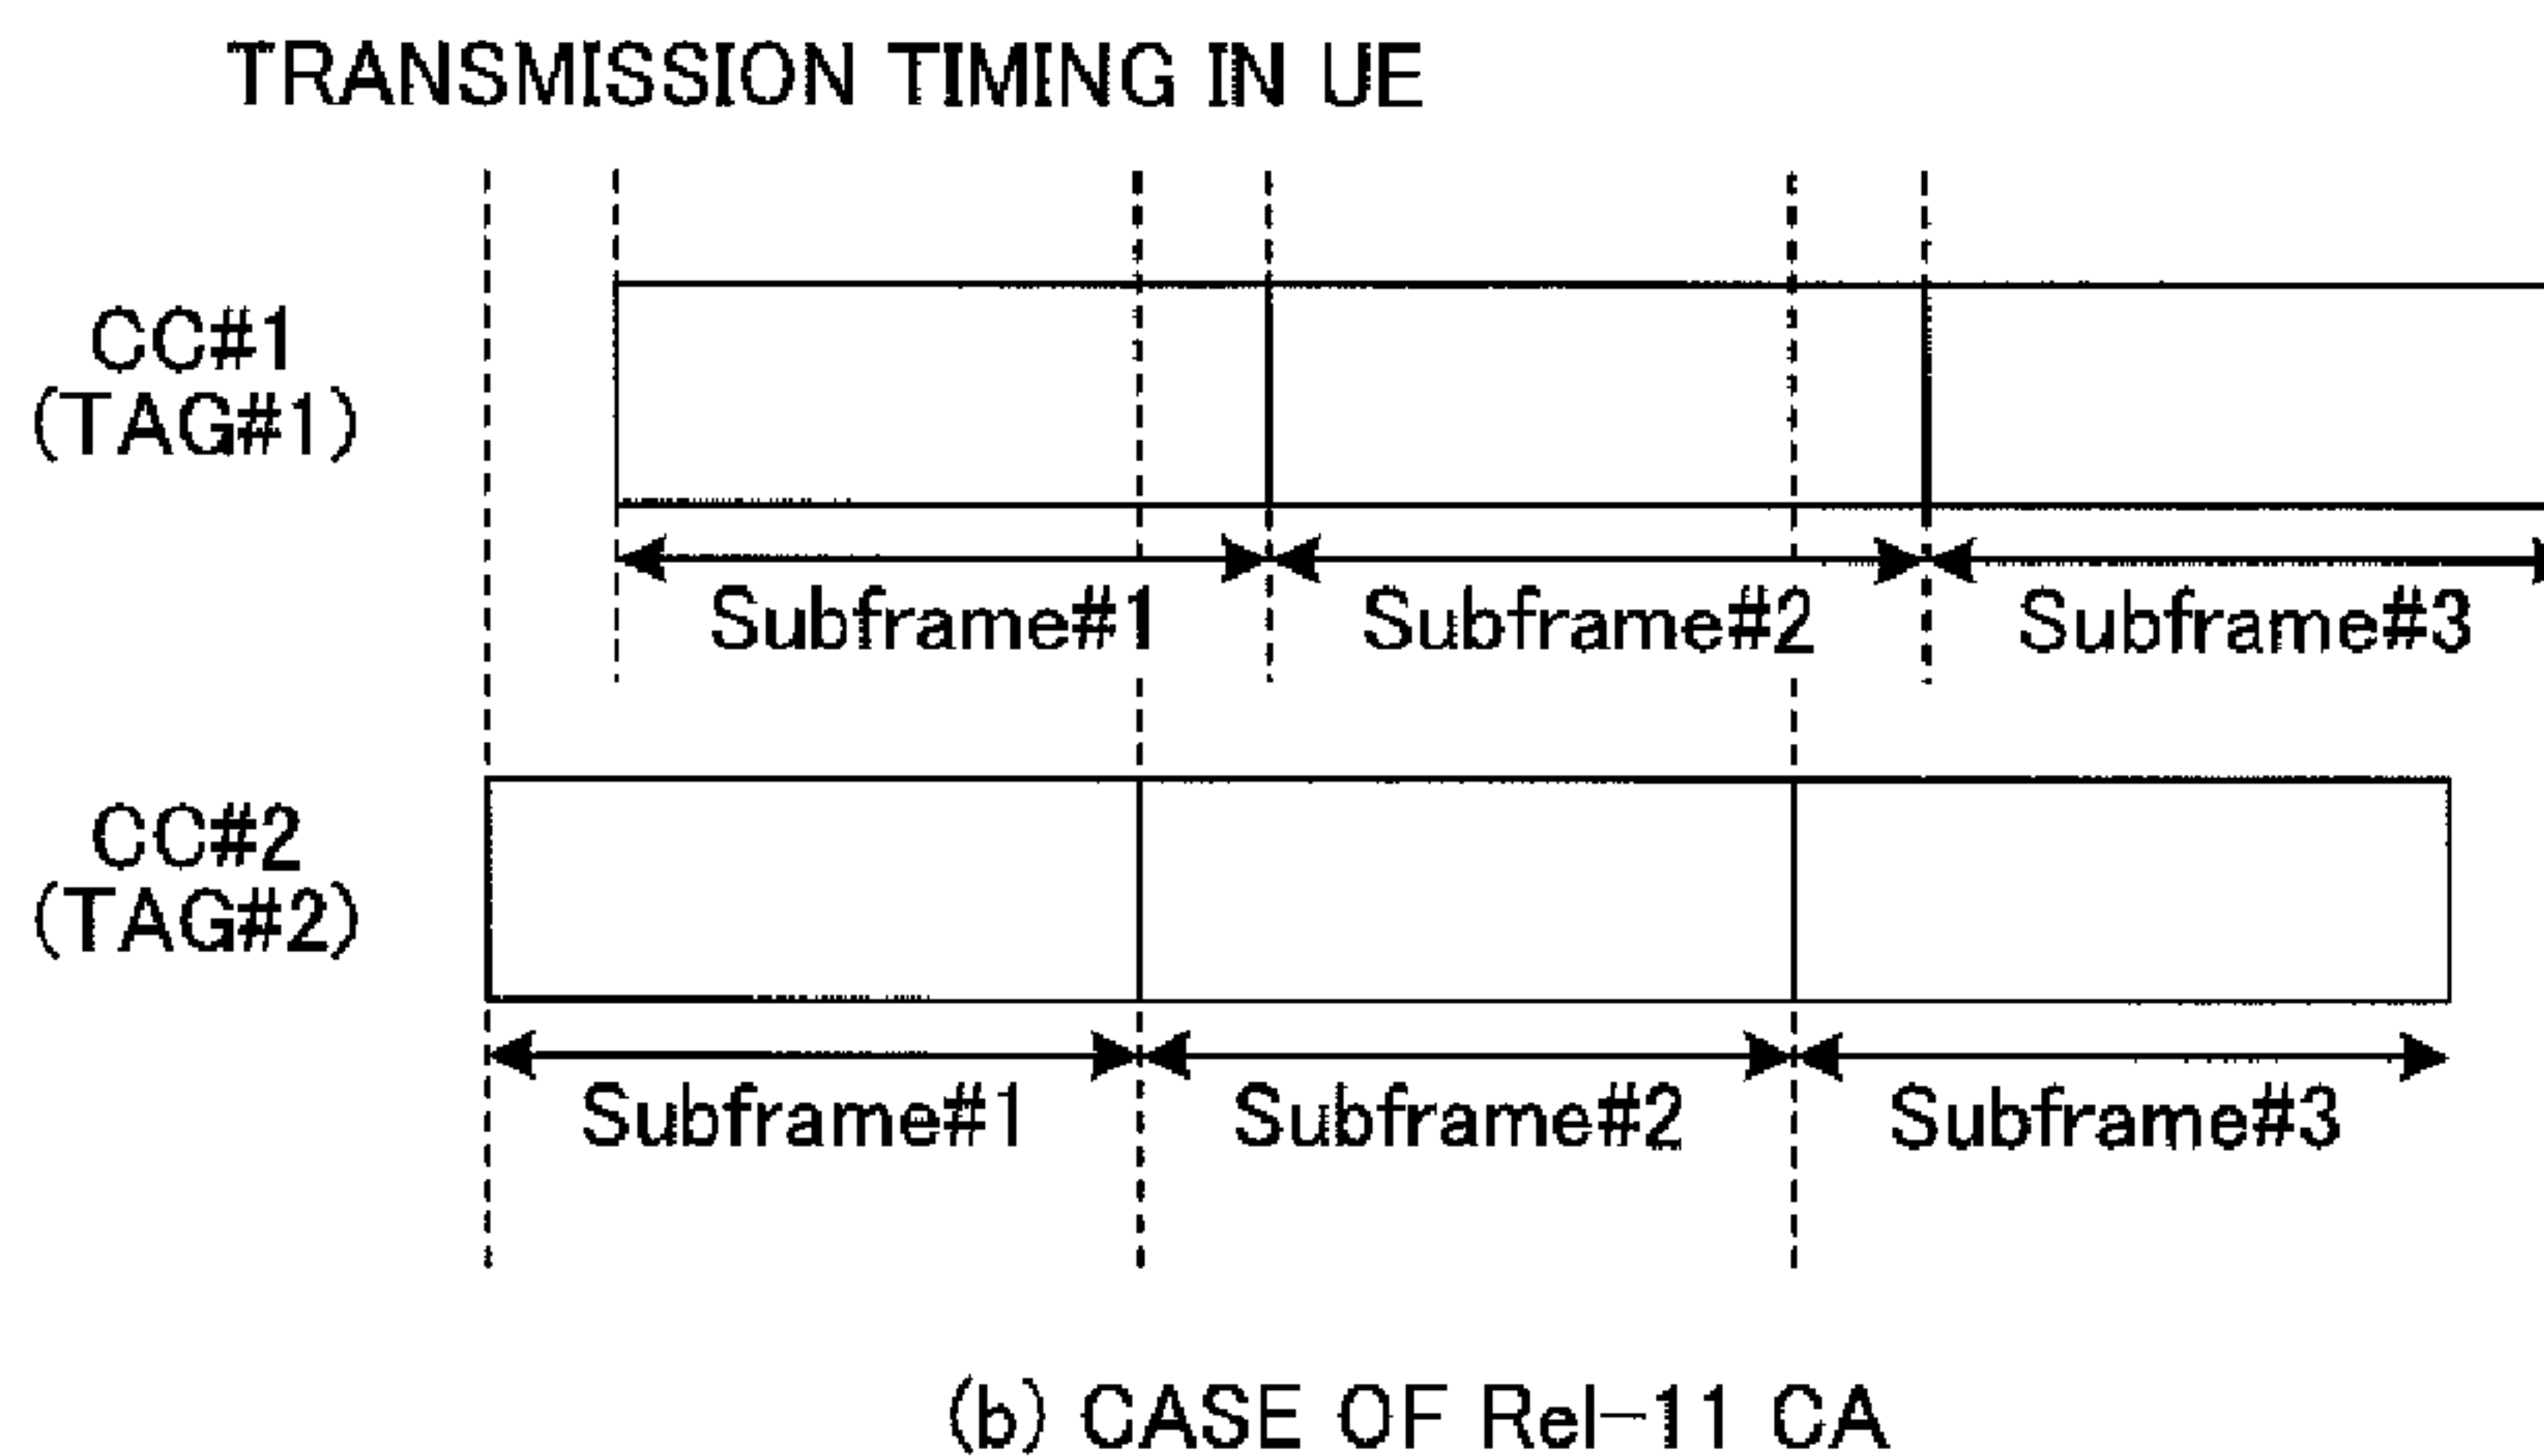 TRANSMISSION TIMING IN UE
CC#1
(TAG#1)
Subframe#1
Subframe#2
Subframe#3
CC#2
(TAG#2)
Subframe#1
Subframe#2
Subframe#3
(b) CASE OF Rel-11 CA